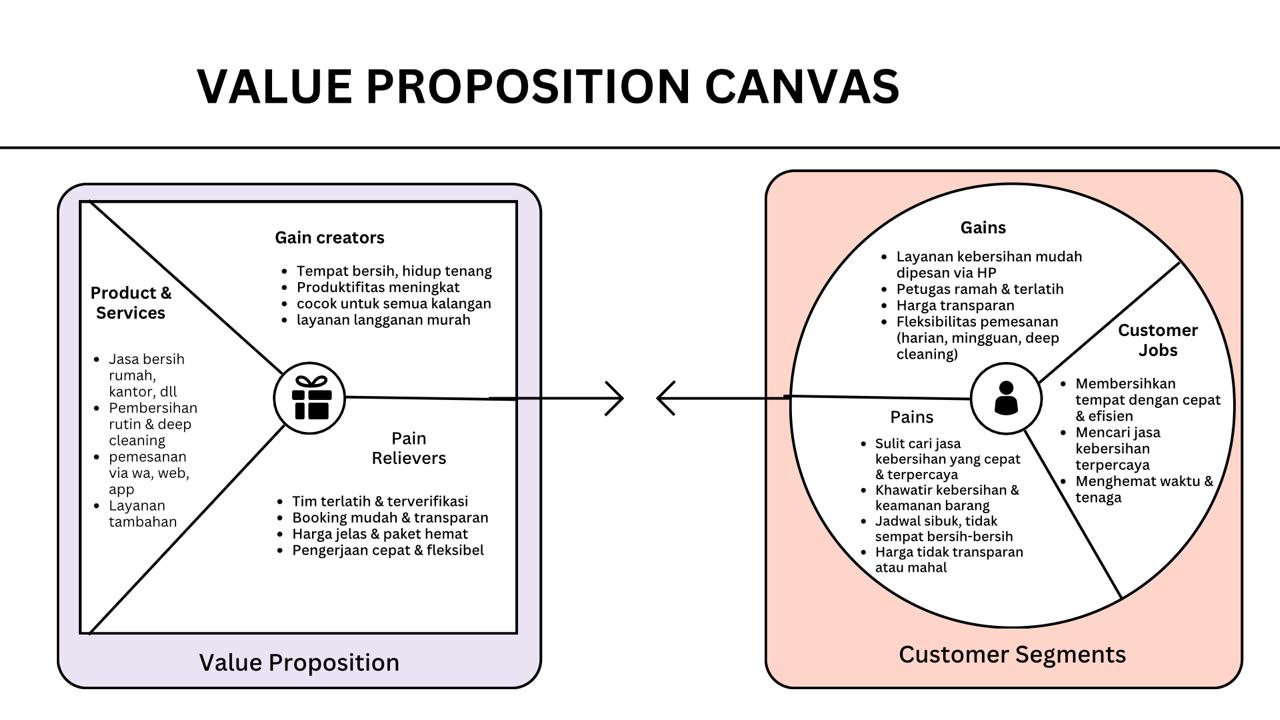 VALUE PROPOSITION CANVAS
Gain creators
• Tempat bersih, hidup tenang
• Produktifitas meningkat
• cocok untuk semua kalangan
• layanan langganan murah
Product &
Services
• Jasa bersih
rumah,
kantor, dll
• Pembersihan
rutin & deep
cleaning
• pemesanan
via wa, web,
app
• Layanan
tambahan
Pain
Relievers
• Tim terlatih & terverifikasi
• Booking mudah & transparan
• Harga jelas & paket hemat
• Pengerjaan cepat & fleksibel
Value Proposition
Gains
• Layanan kebersihan mudah
dipesan via HP
• Petugas ramah & terlatih
• Harga transparan
• Fleksibilitas pemesanan
(harian, mingguan, deep
cleaning)
Customer
Jobs
• Membersihkan
tempat dengan cepat
& efisien
• Mencari jasa
kebersihan
terpercaya
• Menghemat waktu &
tenaga
Pains
• Sulit cari jasa
kebersihan yang cepat
& terpercaya
• Khawatir kebersihan &
keamanan barang
• Jadwal sibuk, tidak
sempat bersih-bersih
• Harga tidak transparan
atau mahal
Customer Segments